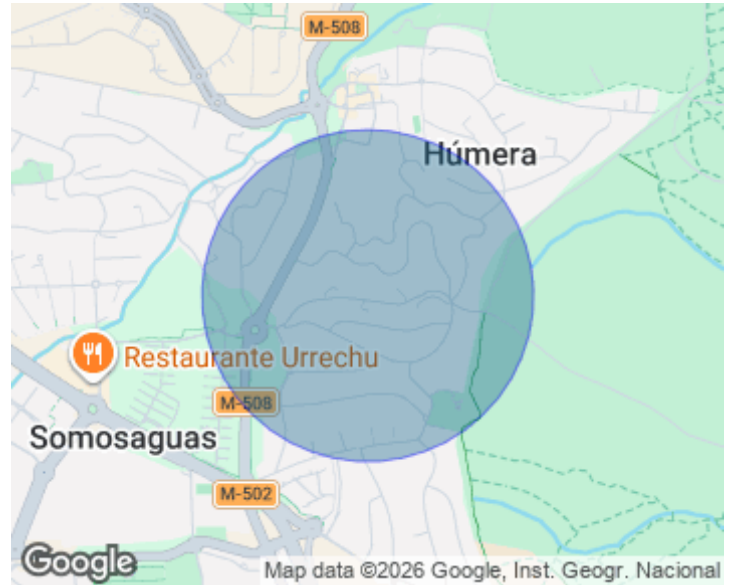 M-508
Húmera
Restaurante Urrechu
M-508
Somosaguas
M-502
Google
Map data ©2026 Google, Inst. Geogr. Nacional